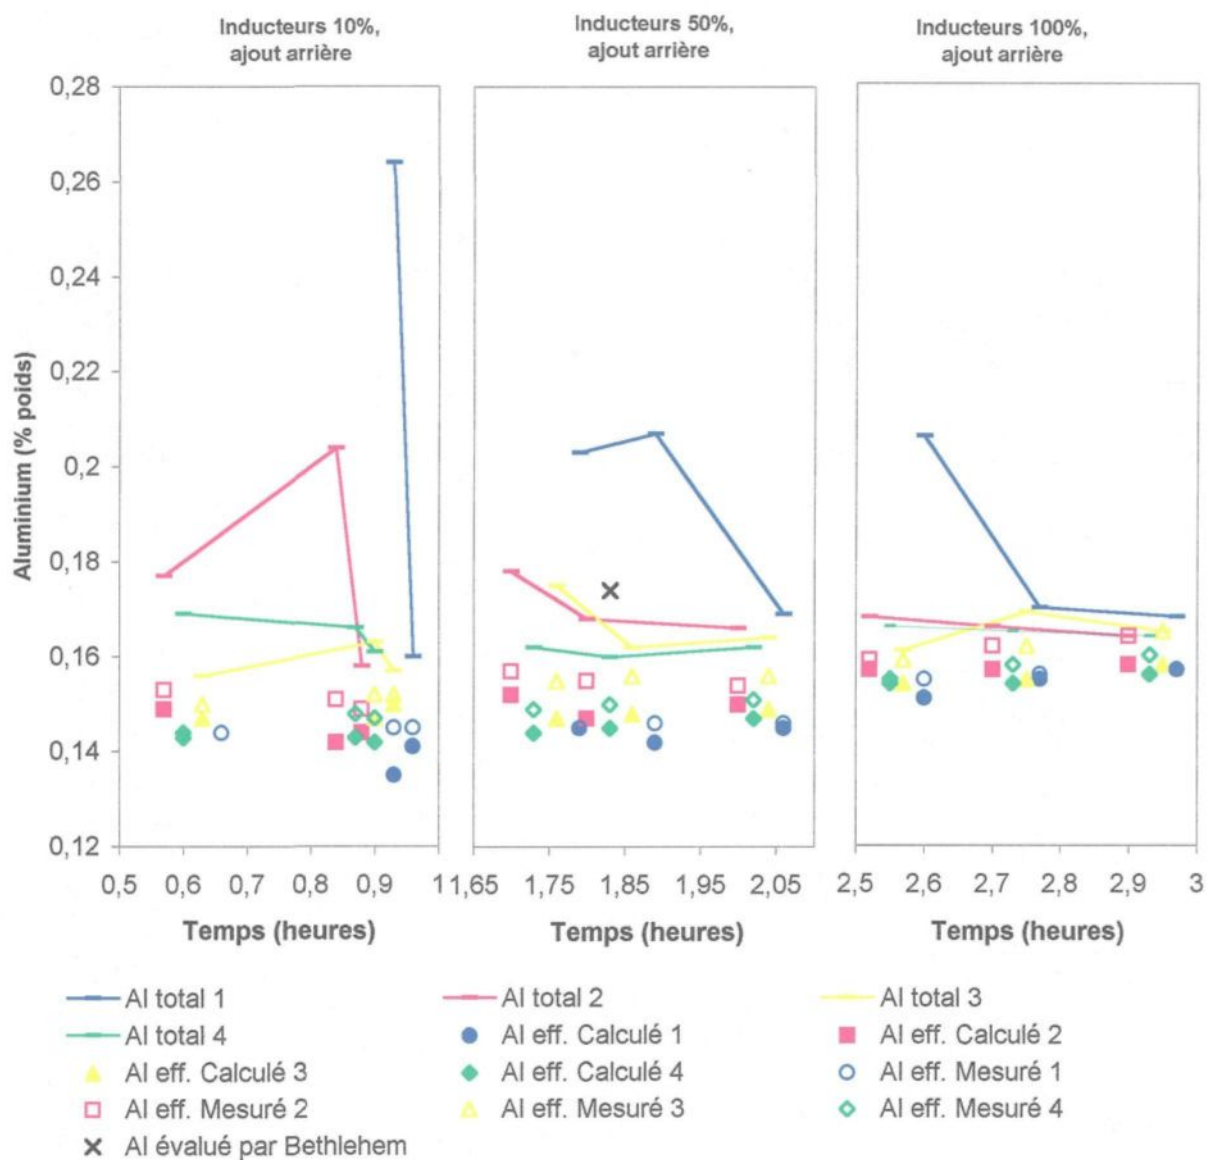 Inducteurs 10%,
ajout arrière
Inducteurs 50%,
ajout arrière
Inducteurs 100%,
ajout arrière
Aluminium (% poids)
0,28
0,26
0,24
0,22
0,2
0,18
0,16
0,14
0,12
0,5 0,6 0,7 0,8 0,9 1
1,65 1,75 1,85 1,95 2,05
2,5 2,6 2,7 2,8 2,9 3
Temps (heures)
Temps (heures)
Temps (heures)
Al total 1
Al total 2
Al total 3
Al total 4
Al eff. Calculé 1
Al eff. Calculé 2
Al eff. Calculé 3
Al eff. Calculé 4
Al eff. Mesuré 1
Al eff. Mesuré 2
Al eff. Mesuré 3
Al eff. Mesuré 4
Al évalué par Bethlehem